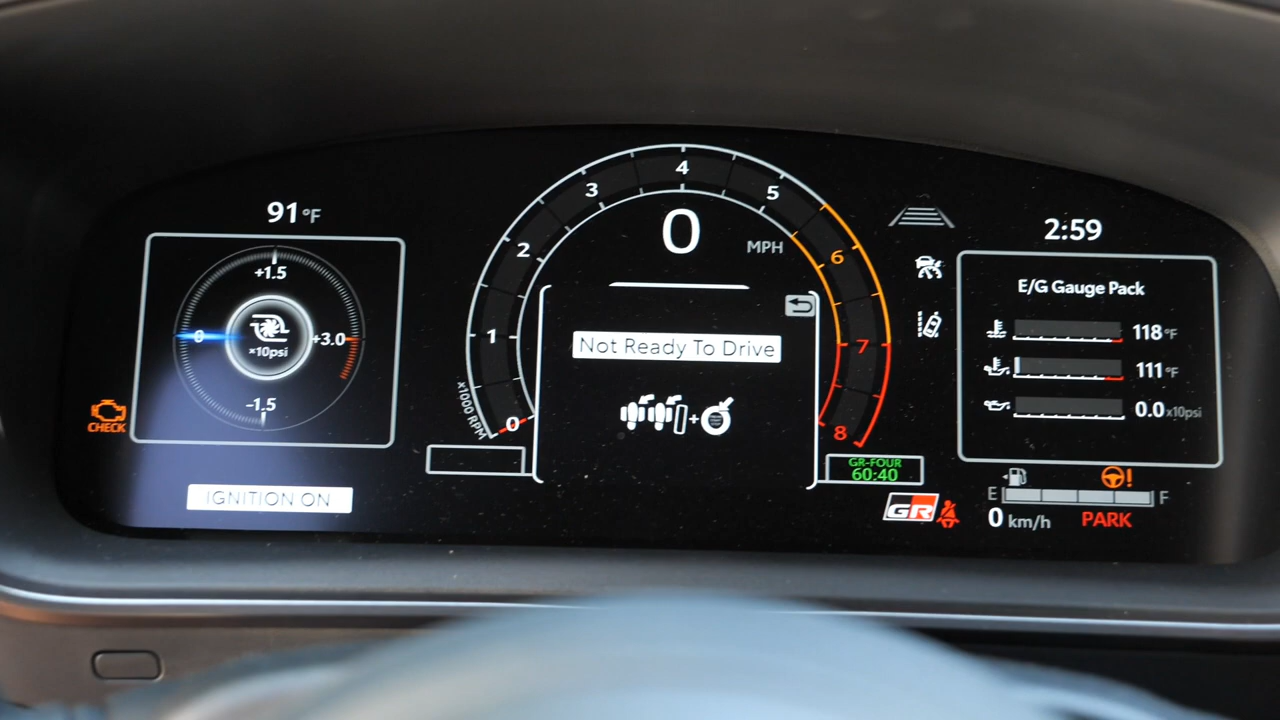 91°F
+1.5
0
×10psi
+3.0
-1.5
CHECK
IGNITION ON
0
1
2
3
4
5
6
7
8
×1000 RPM
0
MPH
Not Ready To Drive
+
GR-FOUR
60:40
GR
2:59
E/G Gauge Pack
118°F
111°F
0.0x10psi
E
F
0 km/h
PARK